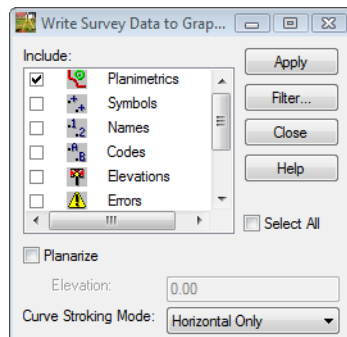 Write Survey Data to Grap...
Include:
Planimetrics
Symbols
Names
Codes
Elevations
Errors
Apply
Filter...
Close
Help
Select All
Planarize
Elevation: 0.00
Curve Stroking Mode: Horizontal Only